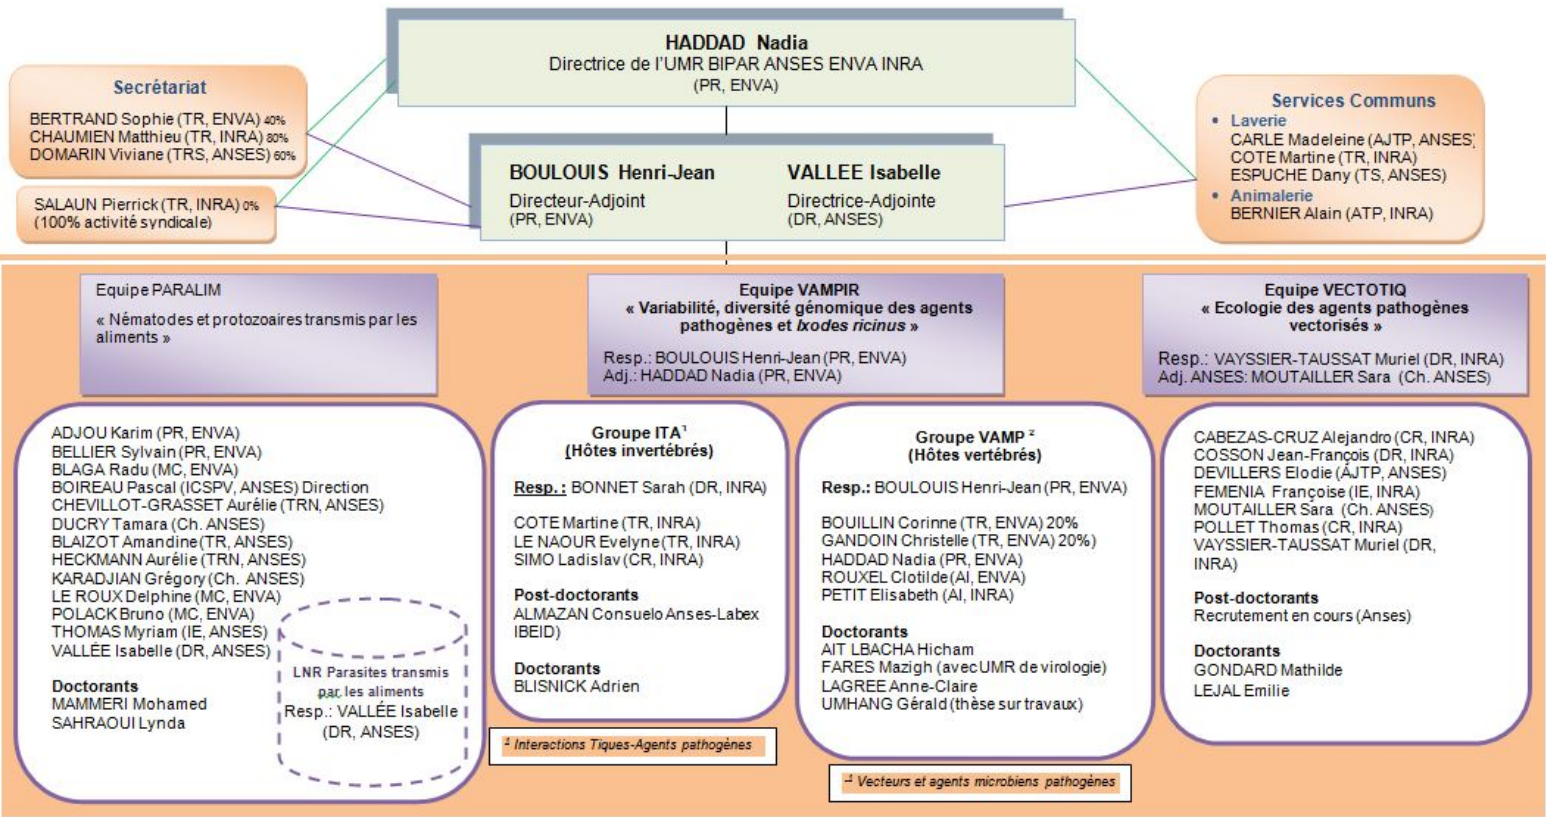 HADDAD Nadia
Directrice de l'UMR BIPAR ANSES ENVA INRA
(PR, ENVA)
Secrétariat
BERTRAND Sophie (TR, ENVA) 40%
CHAUMIEN Matthieu (TR, INRA) 80%
DOMARIN Viviane (TRS, ANSES) 60%
SALAUN Pierrick (TR, INRA) 0%
(100% activité syndicale)
BOULOUIS Henri-Jean
Directeur-Adjoint
(PR, ENVA)
VALLEE Isabelle
Directrice-Adjointe
(DR, ANSES)
Services Communs
• Laverie
CARLE Madeleine (AJTP, ANSES)
COTE Martine (TR, INRA)
ESPUCHE Dany (TS, ANSES)
• Animalerie
BERNIER Alain (ATP, INRA)
Equipe PARALIM
« Nématodes et protozoaires transmis par les
aliments »
ADJOU Karim (PR, ENVA)
BELLIER Sylvain (PR, ENVA)
BLAGA Radu (MC, ENVA)
BOIREAU Pascal (ICSPV, ANSES) Direction
CHEVILLOT-GRASSET Aurélie (TRN, ANSES)
DUCRY Tamara (Ch. ANSES)
BLAIZOT Amandine (TR, ANSES)
HECKMANN Aurélie (TRN, ANSES)
KARADJIAN Grégory (Ch. ANSES)
LE ROUX Delphine (MC, ENVA)
POLACK Bruno (MC, ENVA)
THOMAS Myriam (IE, ANSES)
VALLÉE Isabelle (DR, ANSES)
Doctorants
MAMMERI Mohamed
SAHRAOUI Lynda
LNR Parasites transmis
par les aliments
Resp.: VALLÉE Isabelle
(DR, ANSES)
Equipe VAMPIR
« Variabilité, diversité génomique des agents
pathogènes et Ixodes ricinus »
Resp.: BOULOUIS Henri-Jean (PR, ENVA)
Adj.: HADDAD Nadia (PR, ENVA)
Groupe ITA¹
(Hôtes invertébrés)
Resp. : BONNET Sarah (DR, INRA)
COTE Martine (TR, INRA)
LE NAOUR Evelyne (TR, INRA)
SIMO Ladislav (CR, INRA)
Post-doctorants
ALMAZAN Consuelo Anses-Labex
IBEID)
Doctorants
BLISNICK Adrien
¹ Interactions Tiques-Agents pathogènes
Groupe VAMP ²
(Hôtes vertébrés)
Resp.: BOULOUIS Henri-Jean (PR, ENVA)
BOUILLIN Corinne (TR, ENVA) 20%
GANDOIN Christelle (TR, ENVA) 20%)
HADDAD Nadia (PR, ENVA)
ROUXEL Clotilde (AI, ENVA)
PETIT Elisabeth (AI, INRA)
Doctorants
AIT LBACHA Hicham
FARES Mazigh (avec UMR de virologie)
LAGREE Anne-Claire
UMHANG Gérald (thèse sur travaux)
Vecteurs et agents microbiens pathogènes
Equipe VECTOTIQ
« Ecologie des agents pathogènes
vectorisés »
Resp.: VAYSSIER-TAUSSAT Muriel (DR, INRA)
Adj. ANSES: MOUTAILLER Sara (Ch. ANSES)
CABEZAS-CRUZ Alejandro (CR, INRA)
COSSON Jean-François (DR, INRA)
DEVILLERS Elodie (AJTP, ANSES)
FEMENIA Françoise (IE, INRA)
MOUTAILLER Sara (Ch. ANSES)
POLLET Thomas (CR, INRA)
VAYSSIER-TAUSSAT Muriel (DR,
INRA)
Post-doctorants
Recrutement en cours (Anses)
Doctorants
GONDARD Mathilde
LEJAL Emilie